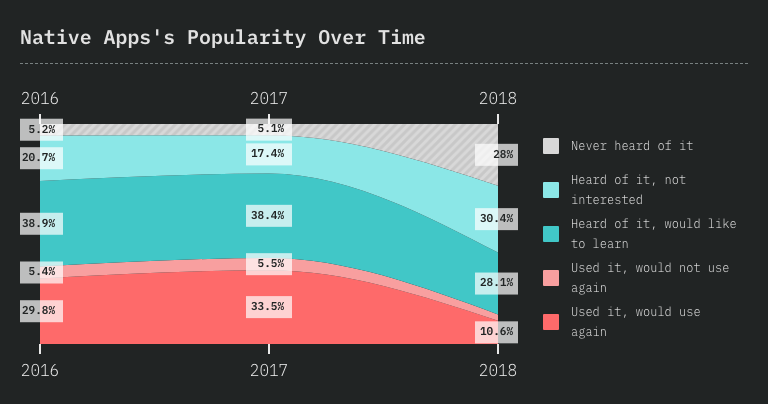 Native Apps's Popularity Over Time
2016 2017 2018
5.2% 5.1% 28%
20.7% 17.4% 30.4%
38.9% 38.4% 28.1%
5.4% 5.5%
29.8% 33.5% 10.6%
2016 2017 2018
Never heard of it
Heard of it, not
interested
Heard of it, would like
to learn
Used it, would not use
again
Used it, would use
again